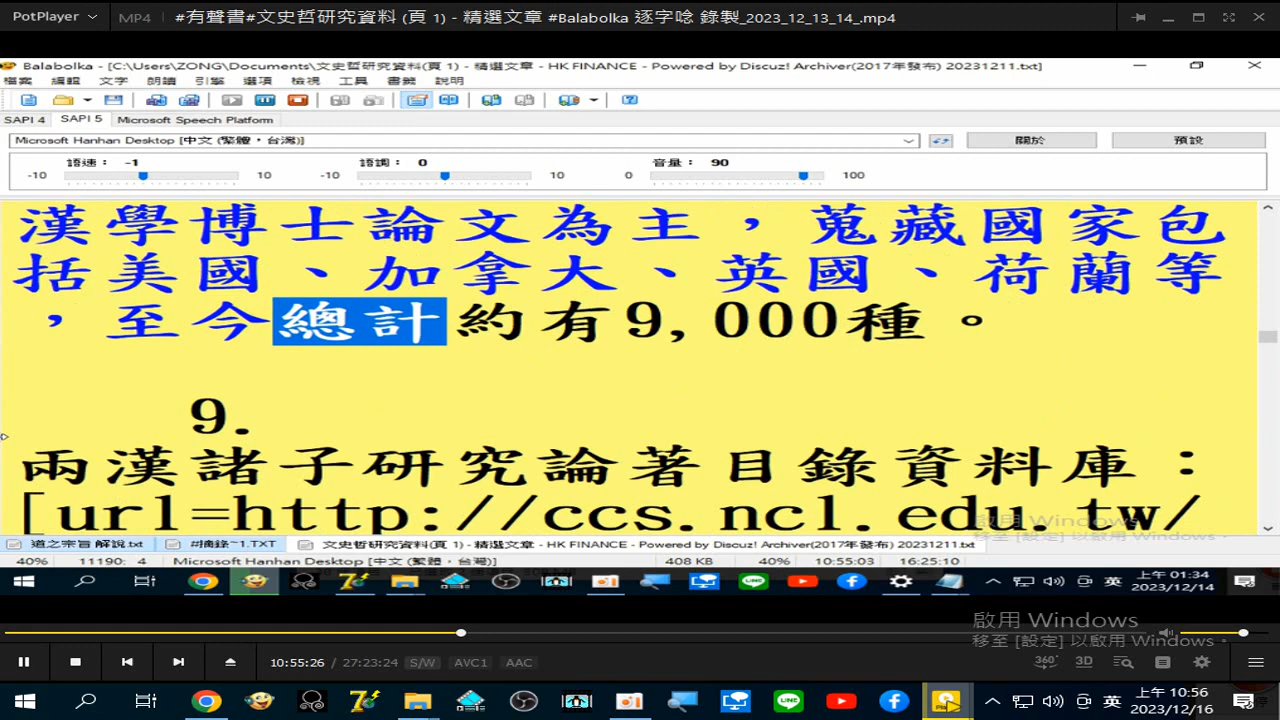 PotPlayer
MP4
#有聲書#文史哲研究資料 (頁 1) - 精選文章 #Balabolka 逐字唸 錄製_2023_12_13_14_.mp4
Balabolka - [C:\Users\ZONG\Documents\文史哲研究資料(頁 1) - 精選文章 - HK FINANCE - Powered by Discuz! Archiver(2017年發布) 20231211.txt]
檔案 編輯 文字 朗讀 引擎 選項 檢視 工具 書籤 說明
SAPI 4 SAPI 5 Microsoft Speech Platform
Microsoft Hanhan Desktop [中文 (繁體，台灣)]
關於
預設
語速： -1 語調： 0 音量： 90
-10 10 -10 10 0 100
漢學博士論文為主，蒐藏國家包
括美國、加拿大、英國、荷蘭等
，至今總計約有9,000種。
9.
兩漢諸子研究論著目錄資料庫：
[url=http://ccs.ncl.edu.tw/
啟用 Windows
移至 [設定] 以啟用 Windows。
道之宗旨 解說.txt
#摘錄~1.TXT
文史哲研究資料(頁 1) - 精選文章 - HK FINANCE - Powered by Discuz! Archiver(2017年發布) 20231211.txt
40% 11190: 4 Microsoft Hanhan Desktop [中文 (繁體，台灣)] 408 KB 40% 10:55:03 16:25:10
英
上午 01:34
2023/12/14
啟用 Windows
移至 [設定] 以啟用 Windows。
10:55:26 / 27:23:24 S/W AVC1 AAC
360° 3D
英
上午 10:56
2023/12/16